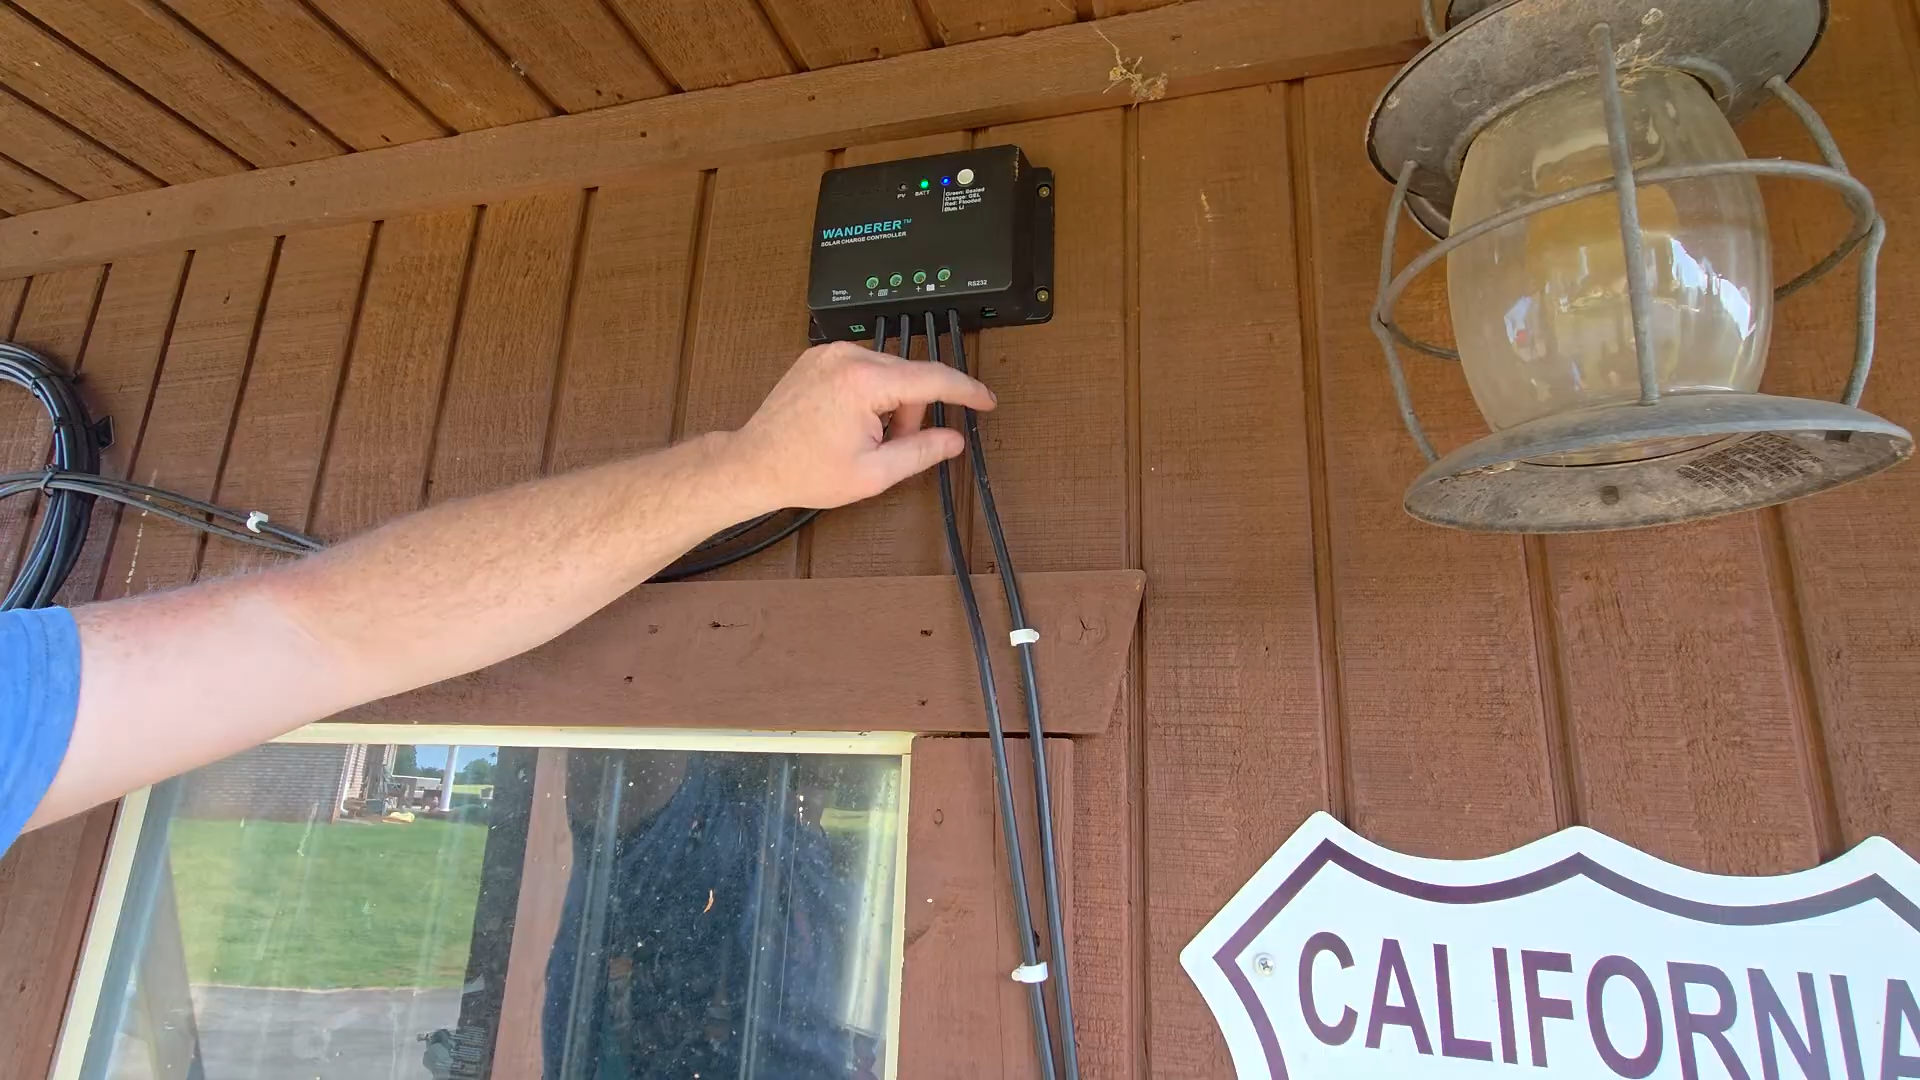 PV
BATT
Green: Sealed
Orange: GEL
Red: Flooded
Blue: Li
WANDERER™
SOLAR CHARGE CONTROLLER
Temp.
Sensor
+ - + -
RS232
CALIFORNIA